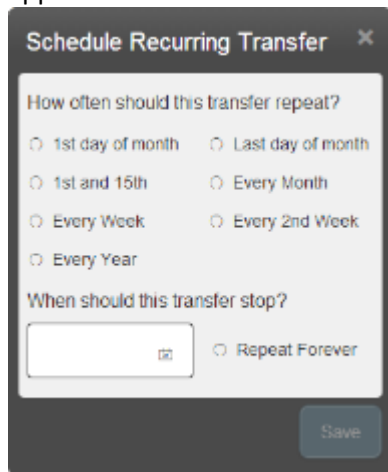 Schedule Recurring Transfer ×
How often should this transfer repeat?
1st day of month Last day of month
1st and 15th Every Month
Every Week Every 2nd Week
Every Year
When should this transfer stop?
Repeat Forever
Save